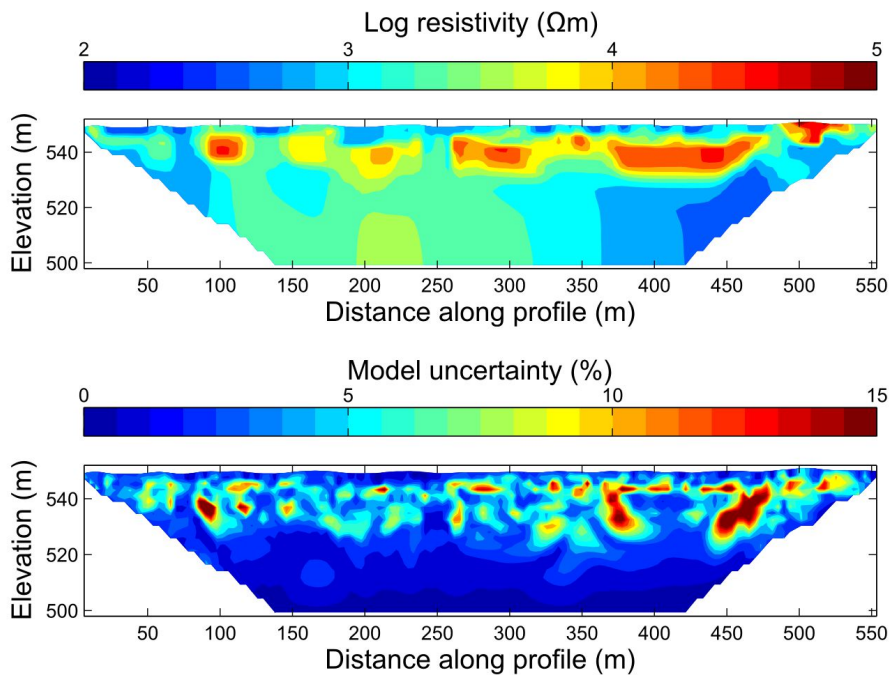 Log resistivity (Ωm)
2 3 4 5
Elevation (m)
540
520
500
50 100 150 200 250 300 350 400 450 500 550
Distance along profile (m)
Model uncertainty (%)
0 5 10 15
Elevation (m)
540
520
500
50 100 150 200 250 300 350 400 450 500 550
Distance along profile (m)